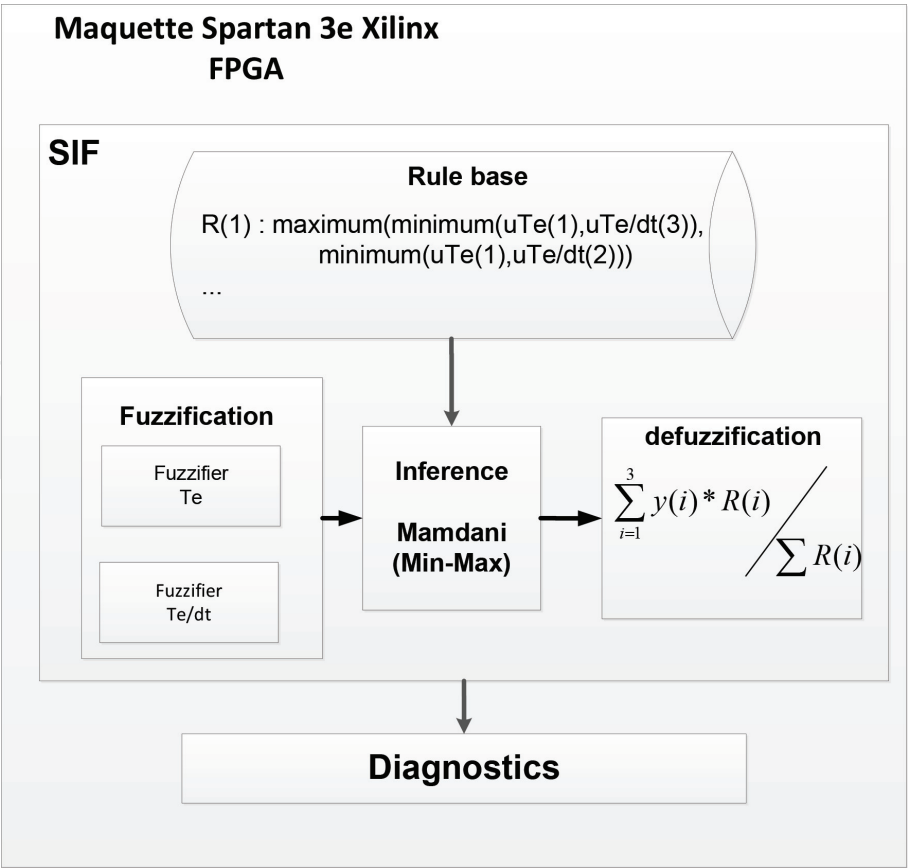 Maquette Spartan 3e Xilinx
FPGA
SIF
Rule base
R(1) : maximum(minimum(uTe(1),uTe/dt(3)),
minimum(uTe(1),uTe/dt(2)))
...
Fuzzification
Fuzzifier
Te
Fuzzifier
Te/dt
Inference
Mamdani
(Min-Max)
defuzzification
3
∑ y(i) * R(i)
i=1
∑ R(i)
Diagnostics